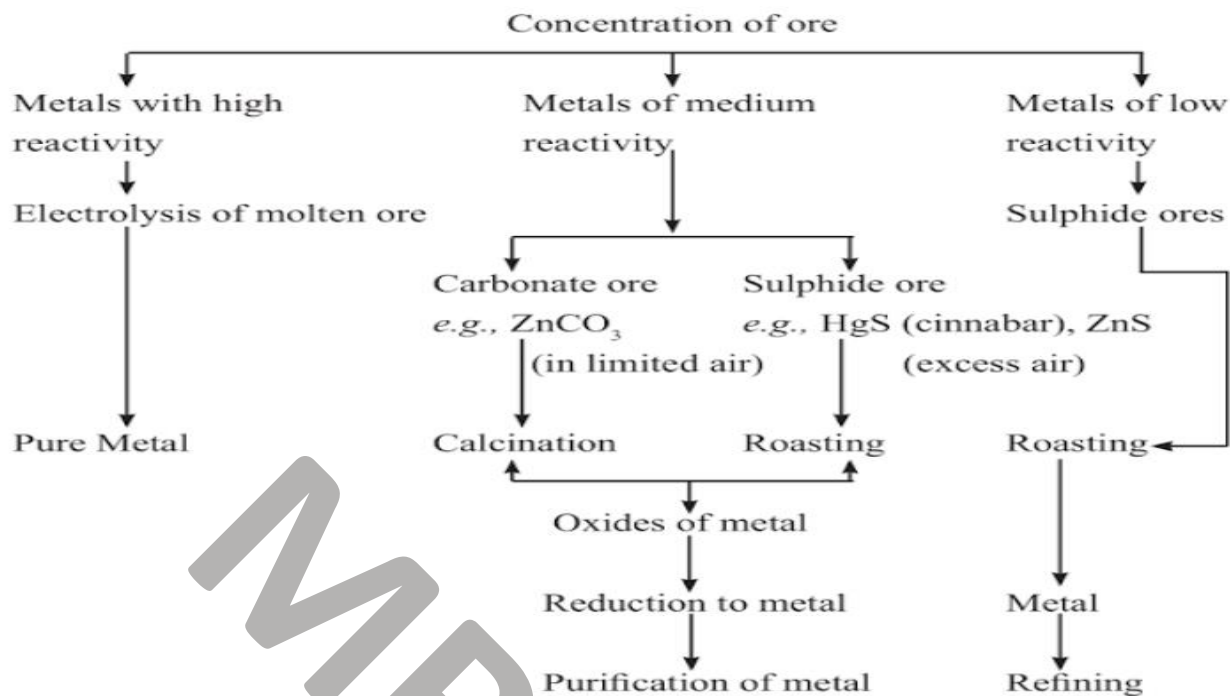 Concentration of ore
Metals with high
reactivity
Metals of medium
reactivity
Metals of low
reactivity
Electrolysis of molten ore
Sulphide ores
Carbonate ore
e.g., ZnCO₃
(in limited air)
Sulphide ore
e.g., HgS (cinnabar), ZnS
(excess air)
Pure Metal
Calcination
Roasting
Roasting
Oxides of metal
Reduction to metal
Metal
Purification of metal
Refining